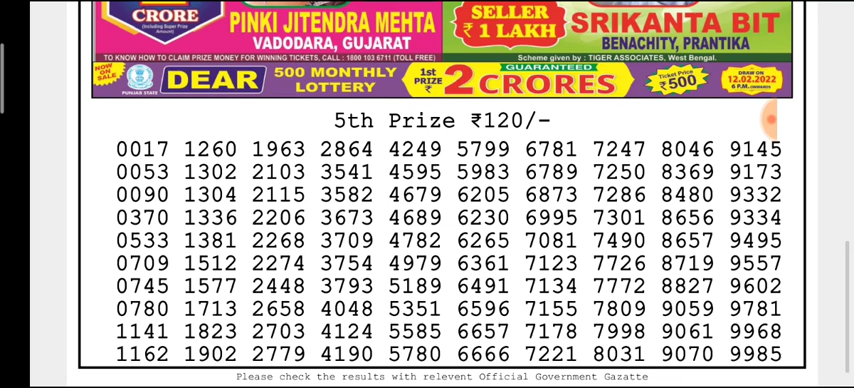 CRORE
(Including Super Prize Amount)
PINKI JITENDRA MEHTA
VADODARA, GUJARAT
SELLER
₹ 1 LAKH
SRIKANTA BIT
BENACHITY, PRANTIKA
TO KNOW HOW TO CLAIM PRIZE MONEY FOR WINNING TICKETS, CALL : 1800 103 6711 (TOLL FREE)
Scheme given by : TIGER ASSOCIATES, West Bengal.
NOW ON SALE
PUNJAB STATE
DEAR
500 MONTHLY
LOTTERY
1st PRIZE ₹
GUARANTEED
2 CRORES
Ticket Price
₹500
DRAW ON
12.02.2022
6 P.M. ONWARDS
5th Prize ₹120/-
0017 1260 1963 2864 4249 5799 6781 7247 8046 9145
0053 1302 2103 3541 4595 5983 6789 7250 8369 9173
0090 1304 2115 3582 4679 6205 6873 7286 8480 9332
0370 1336 2206 3673 4689 6230 6995 7301 8656 9334
0533 1381 2268 3709 4782 6265 7081 7490 8657 9495
0709 1512 2274 3754 4979 6361 7123 7726 8719 9557
0745 1577 2448 3793 5189 6491 7134 7772 8827 9602
0780 1713 2658 4048 5351 6596 7155 7809 9059 9781
1141 1823 2703 4124 5585 6657 7178 7998 9061 9968
1162 1902 2779 4190 5780 6666 7221 8031 9070 9985
Please check the results with relevent Official Government Gazatte